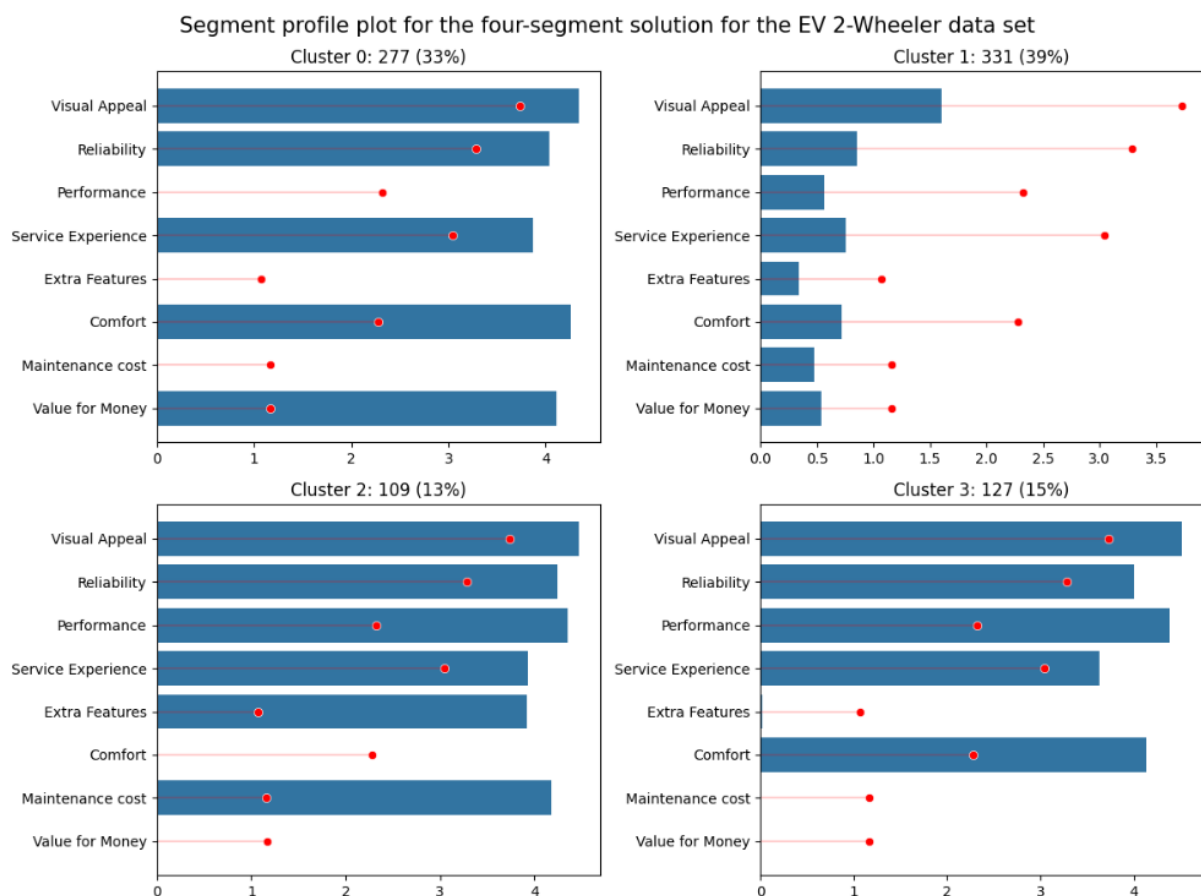 Segment profile plot for the four-segment solution for the EV 2-Wheeler data set
Cluster 0: 277 (33%)
Visual Appeal
Reliability
Performance
Service Experience
Extra Features
Comfort
Maintenance cost
Value for Money
0 1 2 3 4
Cluster 1: 331 (39%)
Visual Appeal
Reliability
Performance
Service Experience
Extra Features
Comfort
Maintenance cost
Value for Money
0.0 0.5 1.0 1.5 2.0 2.5 3.0 3.5
Cluster 2: 109 (13%)
Visual Appeal
Reliability
Performance
Service Experience
Extra Features
Comfort
Maintenance cost
Value for Money
0 1 2 3 4
Cluster 3: 127 (15%)
Visual Appeal
Reliability
Performance
Service Experience
Extra Features
Comfort
Maintenance cost
Value for Money
0 1 2 3 4